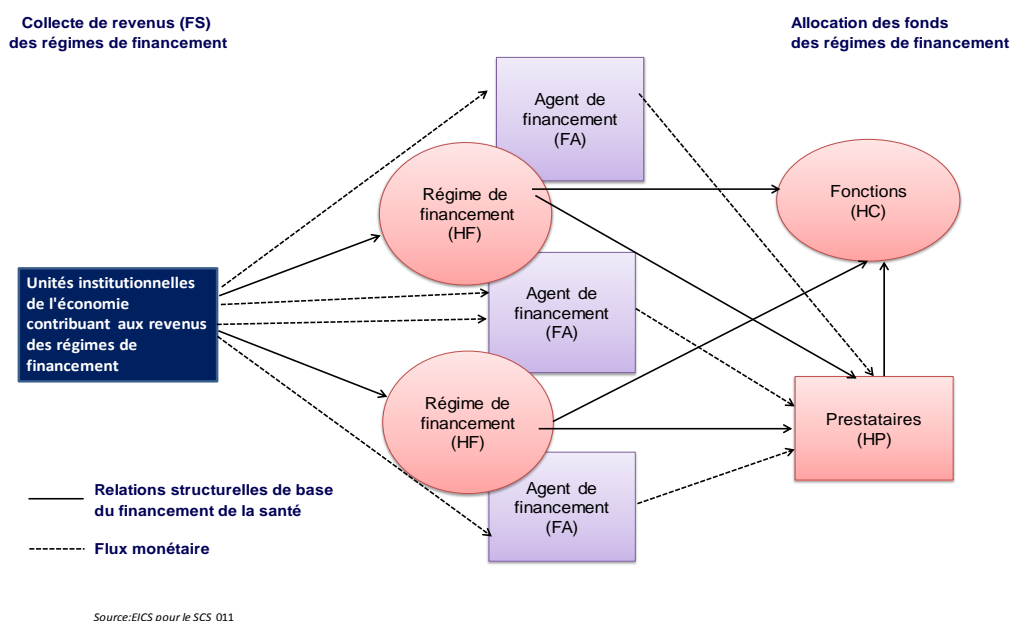 Collecte de revenus (FS)
des régimes de financement
Allocation des fonds
des régimes de financement
Agent de
financement
(FA)
Régime de
financement
(HF)
Fonctions
(HC)
Unités institutionnelles
de l'économie
contribuant aux revenus
des régimes de
financement
Agent de
financement
(FA)
Régime de
financement
(HF)
Prestataires
(HP)
Agent de
financement
(FA)
Relations structurelles de base
du financement de la santé
Flux monétaire
Source:EICS pour le SCS 011